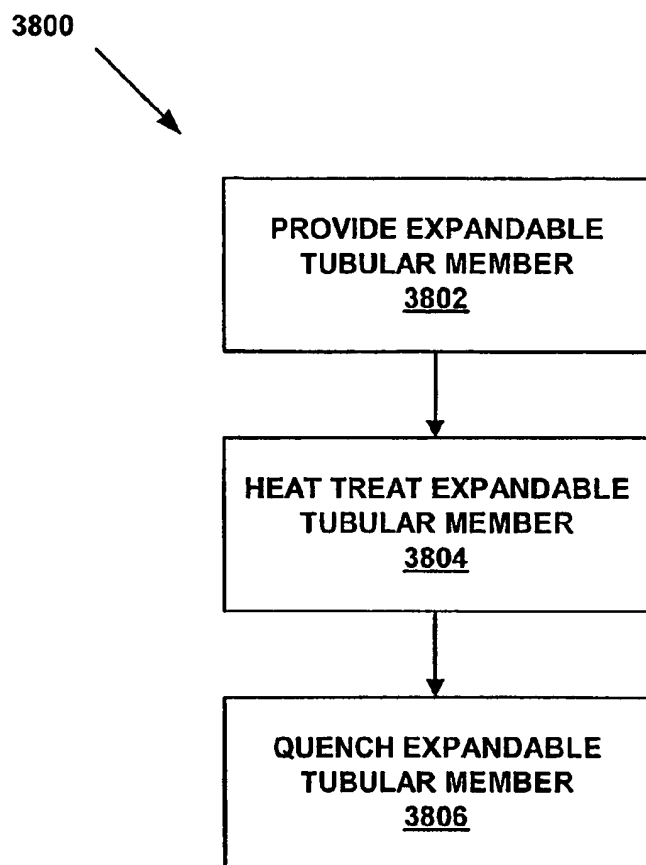 3800
PROVIDE EXPANDABLE
TUBULAR MEMBER
3802
HEAT TREAT EXPANDABLE
TUBULAR MEMBER
3804
QUENCH EXPANDABLE
TUBULAR MEMBER
3806